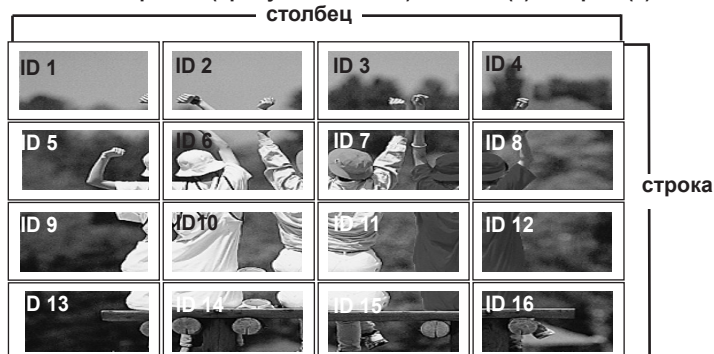 столбец
ID 1 ID 2 ID 3 ID 4
ID 5 ID 6 ID 7 ID 8
строка
ID 9 ID10 ID 11 ID 12
D 13 ID 14 ID 15 ID 16